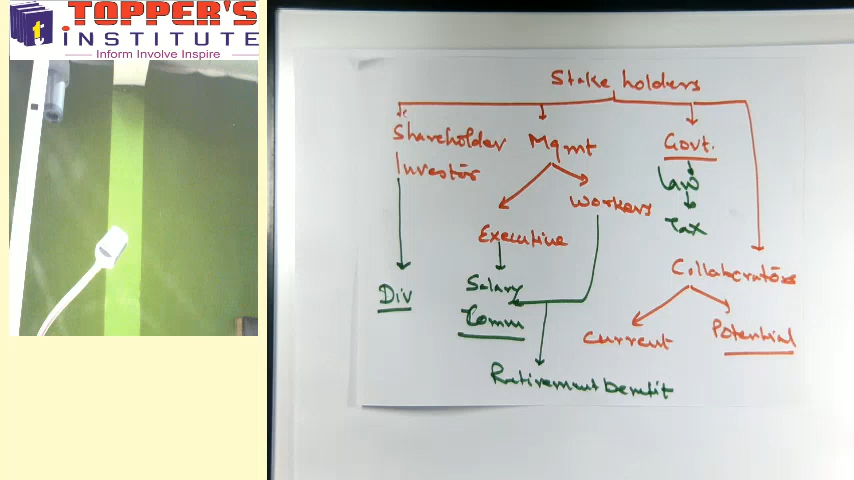 TOPPER'S
iNSTITUTE
t
Inform Involve Inspire
Stake holders
Shareholder
Investors
Mgmt
Govt.
Law
Tax
Workers
Executive
Salary
Comm
Div
Collaborators
Current
Potential
Retirement benefit